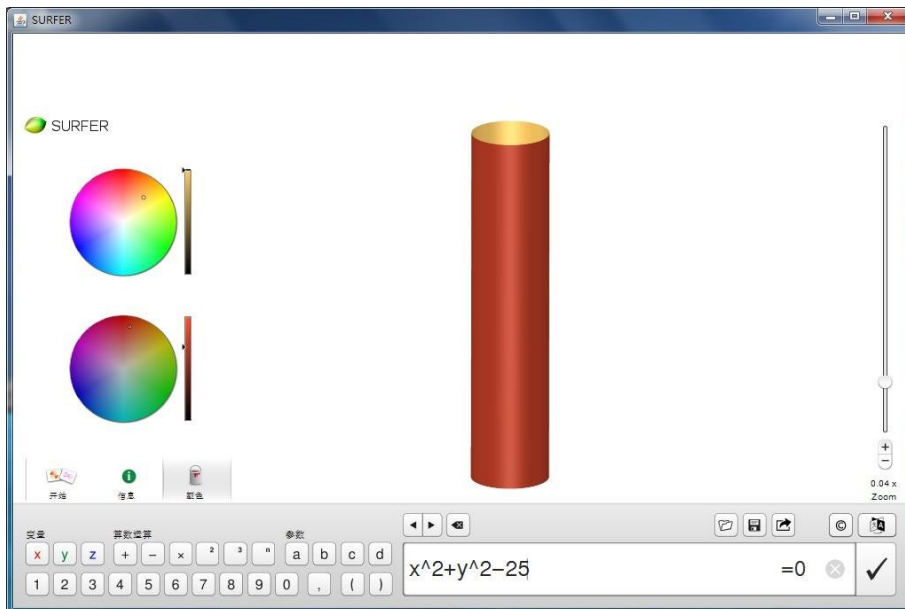 SURFER
SURFER
开始
信息
颜色
0.04 x
Zoom
变量
算数运算
参数
x y z + − × ² ³ ⁿ a b c d
1 2 3 4 5 6 7 8 9 0 , ( )
x^2+y^2−25 =0